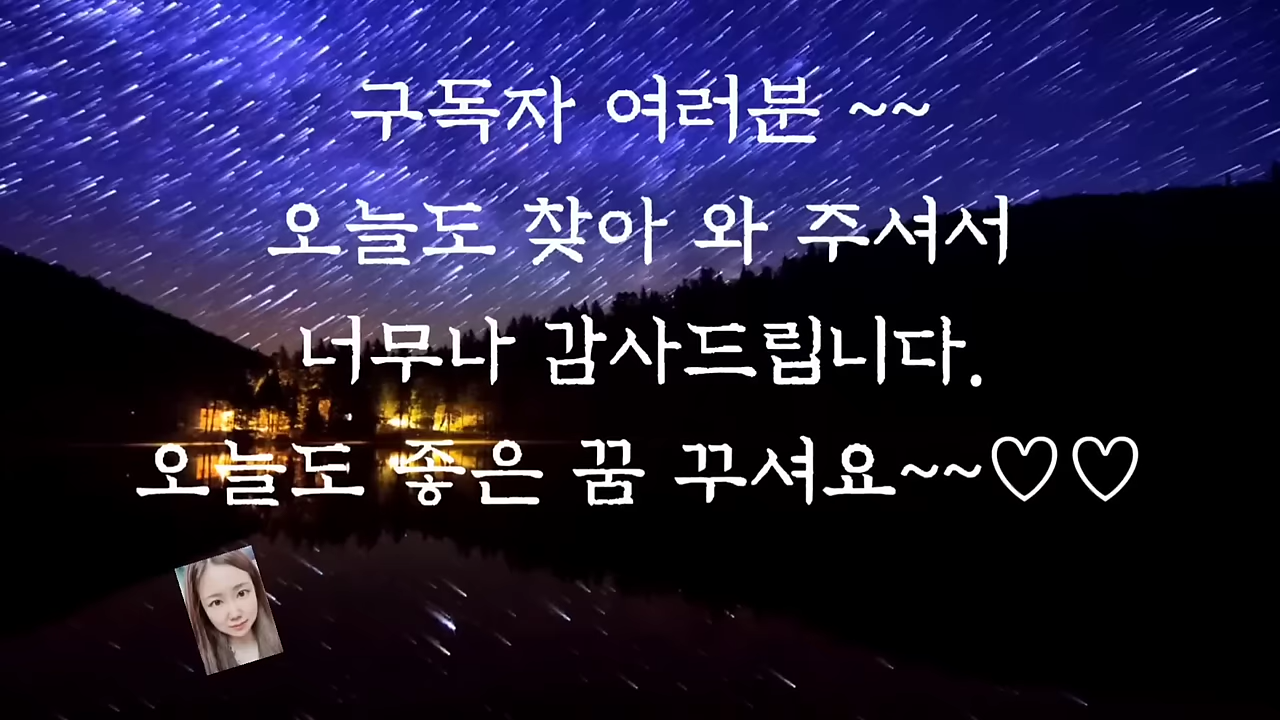 구독자 여러분 ~~
오늘도 찾아 와 주셔서
너무나 감사드립니다.
오늘도 좋은 꿈 꾸셔요~~♡♡